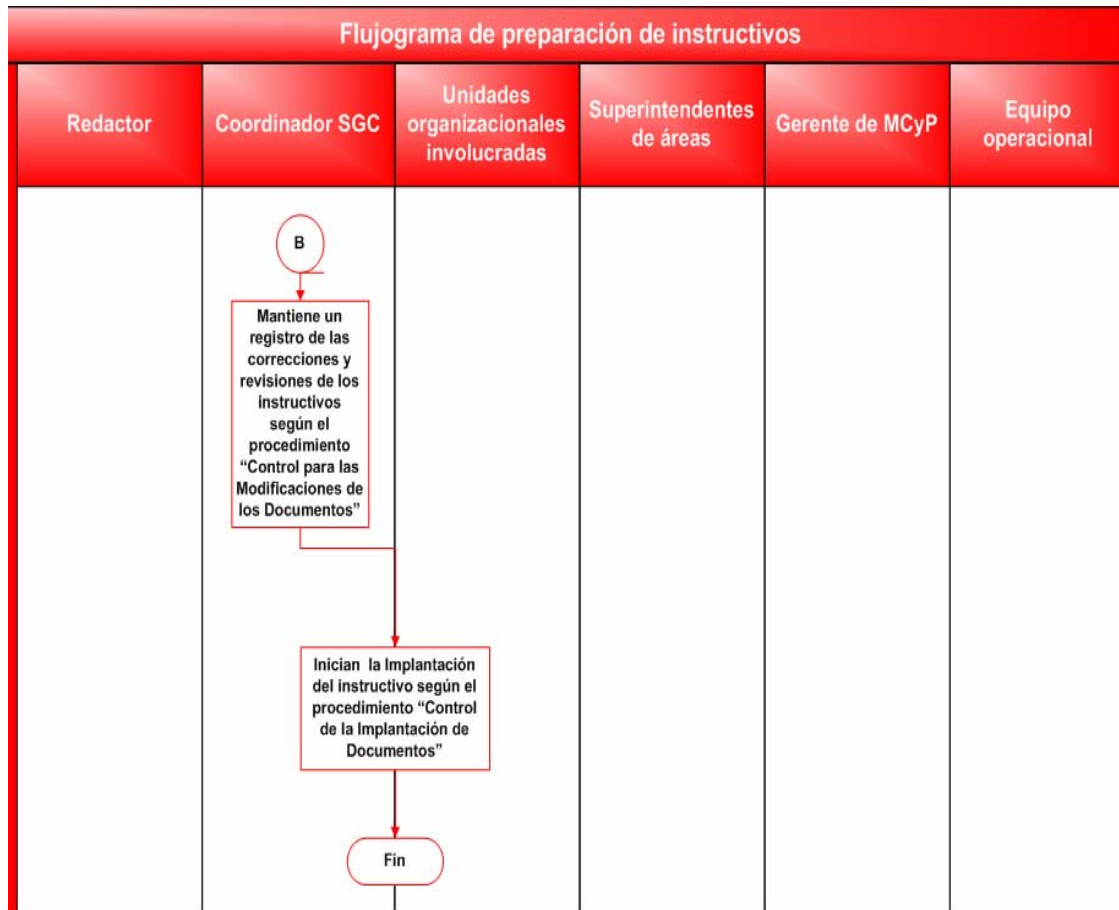 Flujograma de preparación de instructivos
Redactor
Coordinador SGC
Unidades
organizacionales
involucradas
Superintendentes
de áreas
Gerente de MCyP
Equipo
operacional
B
Mantiene un
registro de las
correcciones y
revisiones de los
instructivos
según el
procedimiento
“Control para las
Modificaciones de
los Documentos”
Inician la Implantación
del instructivo según el
procedimiento “Control
de la Implantación de
Documentos”
Fin